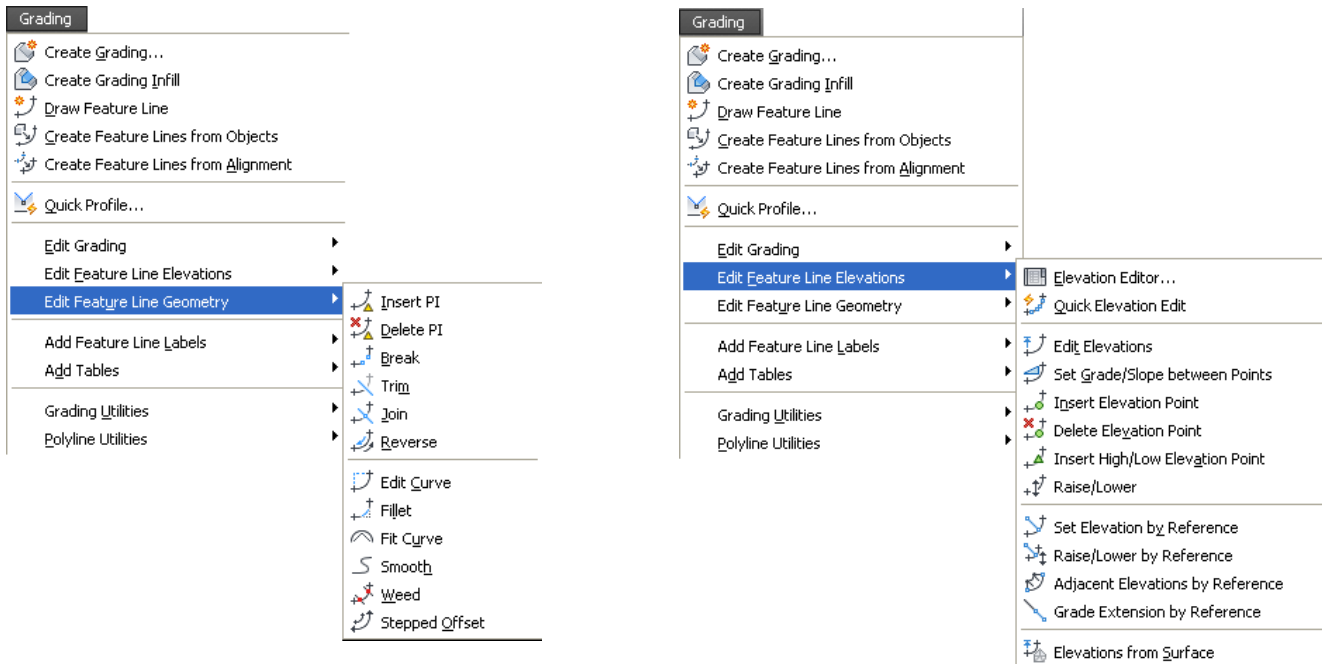 Grading
Create Grading...
Create Grading Infill
Draw Feature Line
Create Feature Lines from Objects
Create Feature Lines from Alignment
Quick Profile...
Edit Grading
Edit Feature Line Elevations
Edit Feature Line Geometry
Add Feature Line Labels
Add Tables
Grading Utilities
Polyline Utilities
Insert PI
Delete PI
Break
Trim
Join
Reverse
Edit Curve
Fillet
Fit Curve
Smooth
Weed
Stepped Offset
Grading
Create Grading...
Create Grading Infill
Draw Feature Line
Create Feature Lines from Objects
Create Feature Lines from Alignment
Quick Profile...
Edit Grading
Edit Feature Line Elevations
Edit Feature Line Geometry
Add Feature Line Labels
Add Tables
Grading Utilities
Polyline Utilities
Elevation Editor...
Quick Elevation Edit
Edit Elevations
Set Grade/Slope between Points
Insert Elevation Point
Delete Elevation Point
Insert High/Low Elevation Point
Raise/Lower
Set Elevation by Reference
Raise/Lower by Reference
Adjacent Elevations by Reference
Grade Extension by Reference
Elevations from Surface